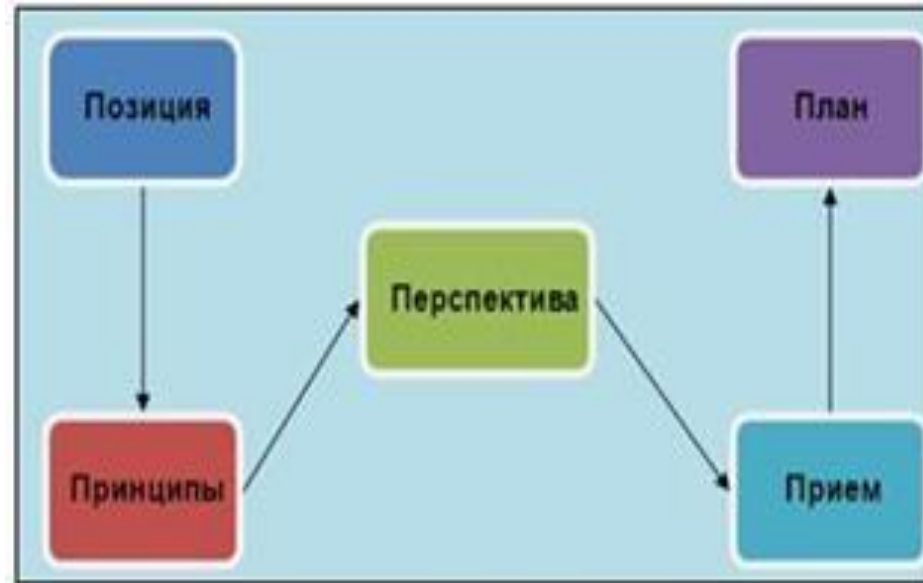 Позиция
План
Перспектива
Принципы
Прием